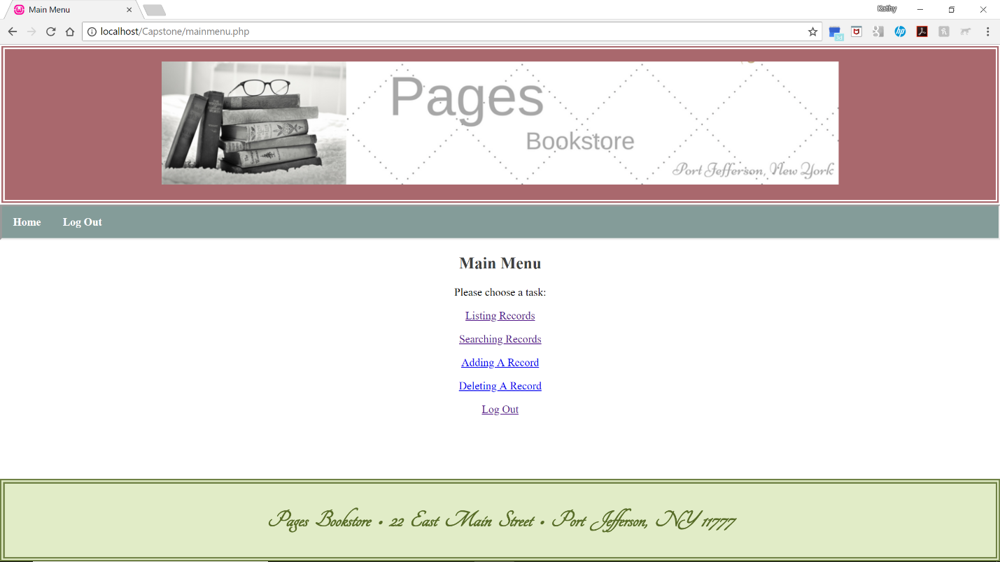 Main Menu
Kathy
localhost/Capstone/mainmenu.php
Pages
Bookstore
Port Jefferson, New York
Home Log Out
Main Menu
Please choose a task:
Listing Records
Searching Records
Adding A Record
Deleting A Record
Log Out
Pages Bookstore • 22 East Main Street • Port Jefferson, NY 11777